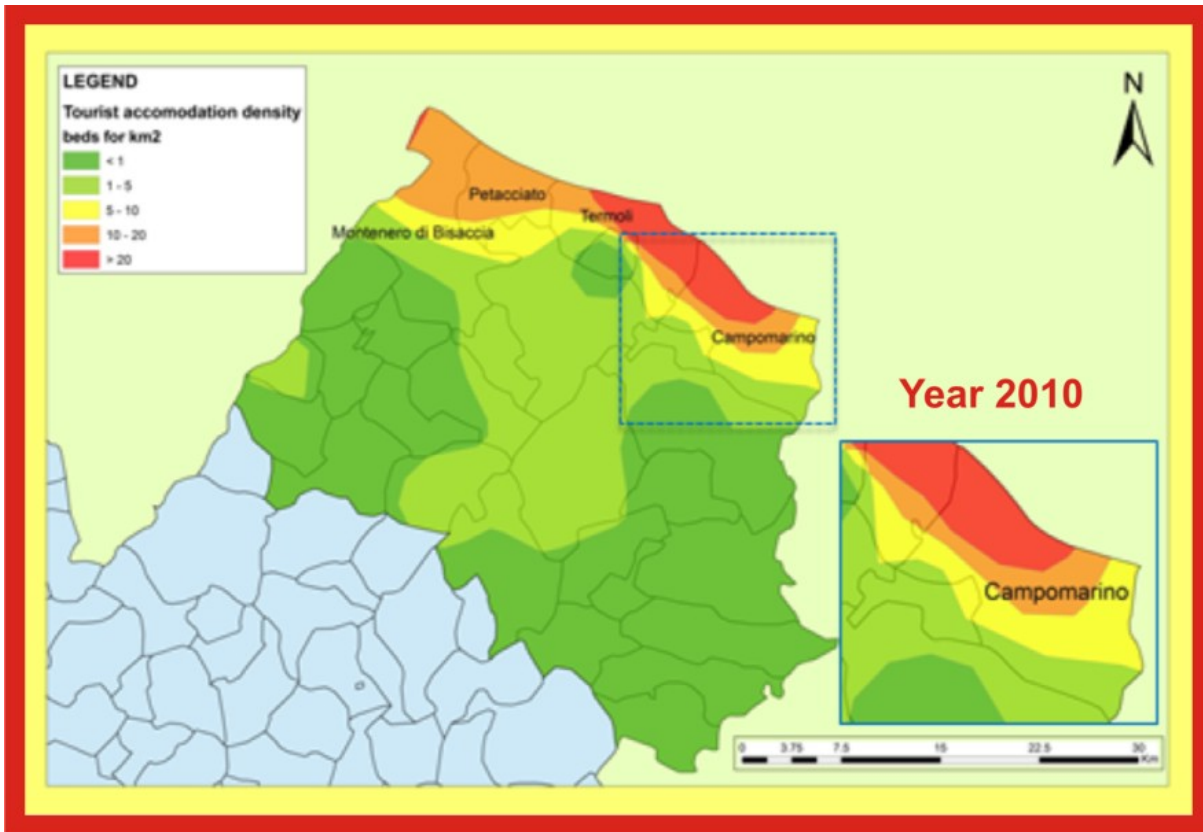 LEGEND
Tourist accomodation density
beds for km2
< 1
1 - 5
5 - 10
10 - 20
> 20
N
Petacciato
Termoli
Montenero di Bisaccia
Campomarino
Year 2010
Campomarino
0 3.75 7.5 15 22.5 30
Km